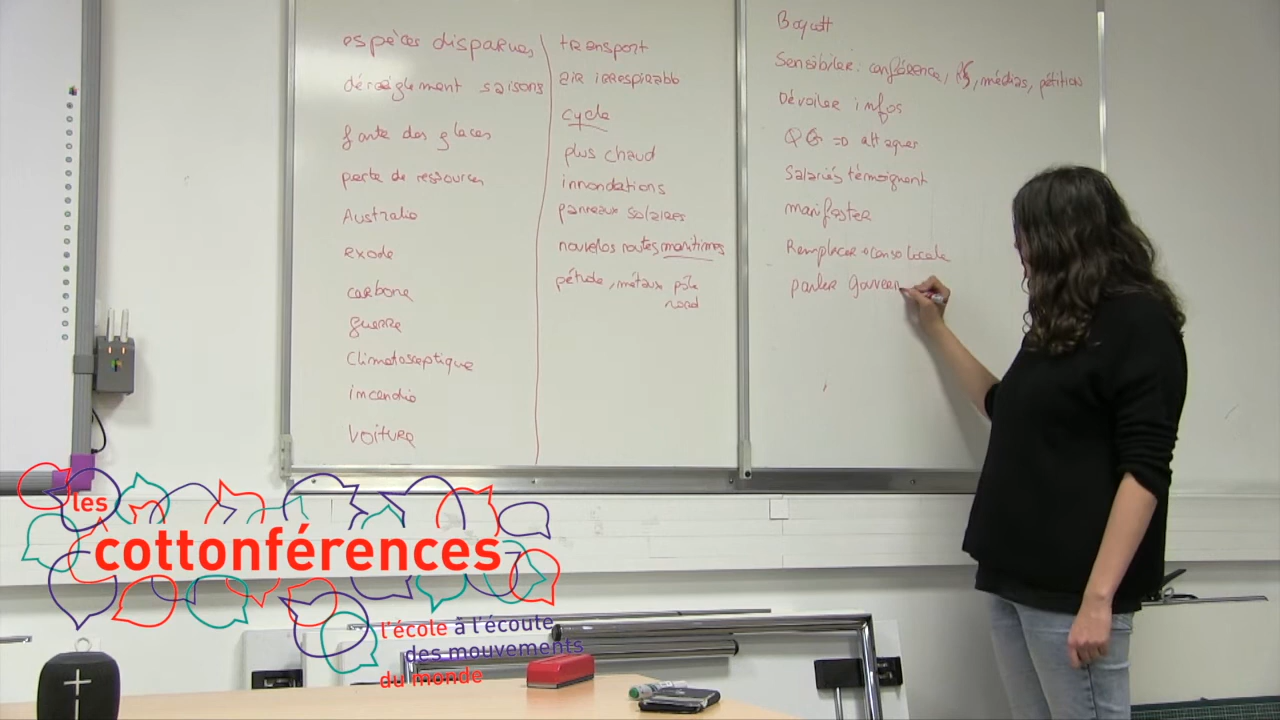 espèces disparues
déréiglement saisons
fonte des glaces
perte de ressources
Australie
exode
carbone
guerre
Climatosceptique
incendie
voiture
transport
air irrespirable
cycle
plus chaud
innondations
panneaux solaires
nouvelles routes maritimes
pétrole, métaux pôle
nord
Boycott
Sensibiliser: conférence, , médias, pétition
Dévoiler infos
QG => attaquer
Salariés témoignent
manifester
Remplacer conso locale
parler gouvern
les
cottonférences
l'école à l'écoute
des mouvements
du monde